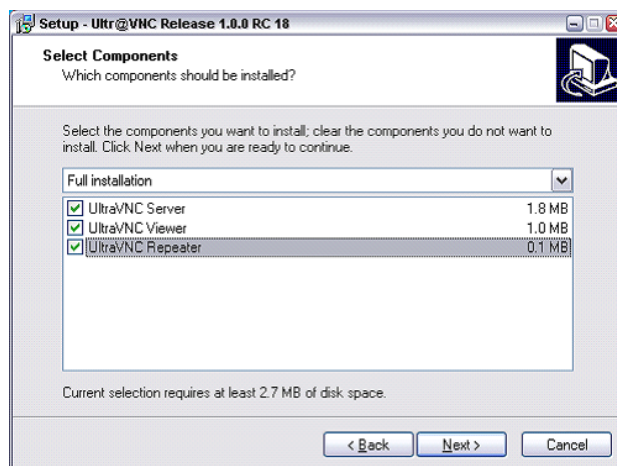 Setup - Ultr@VNC Release 1.0.0 RC 18
Select Components
Which components should be installed?
Select the components you want to install; clear the components you do not want to
install. Click Next when you are ready to continue.
Full installation
UltraVNC Server 1.8 MB
UltraVNC Viewer 1.0 MB
UltraVNC Repeater 0.1 MB
Current selection requires at least 2.7 MB of disk space.
< Back Next > Cancel